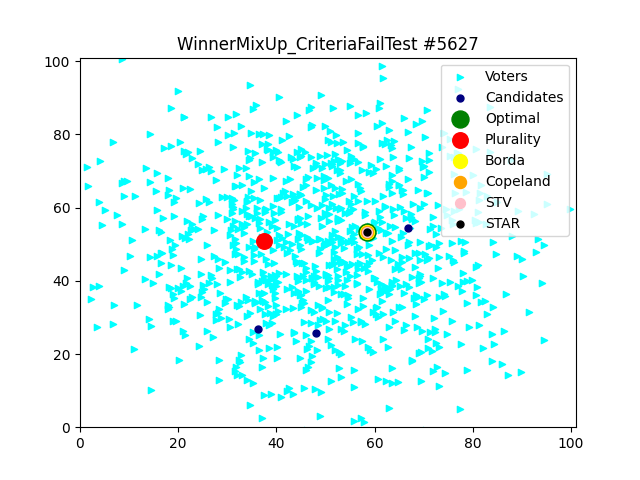 WinnerMixUp_CriteriaFailTest #5627
100
80
60
40
20
0
0 20 40 60 80 100
Voters
Candidates
Optimal
Plurality
Borda
Copeland
STV
STAR